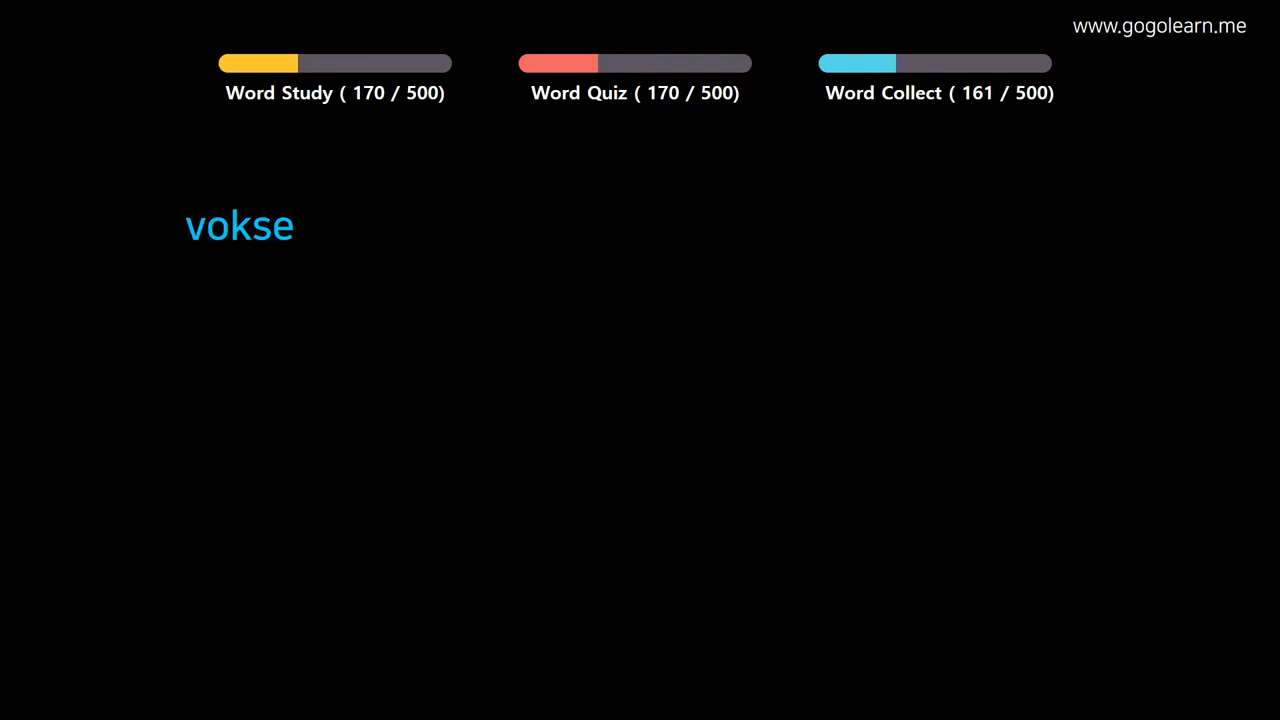 www.gogolearn.me
Word Study ( 170 / 500)
Word Quiz ( 170 / 500)
Word Collect ( 161 / 500)
vokse